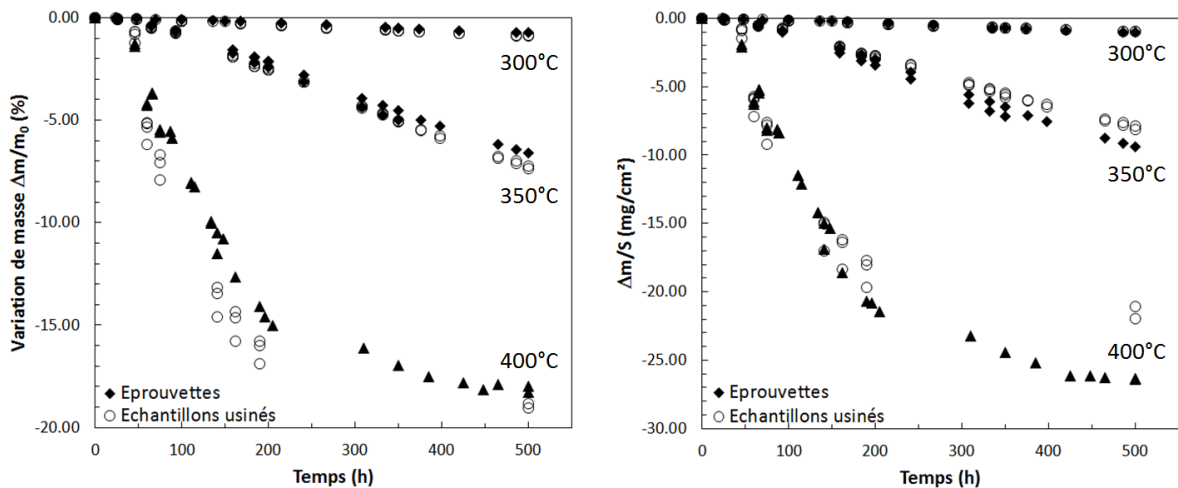 Variation de masse Δm/m0 (%)
0.00
-5.00
-10.00
-15.00
-20.00
300°C
350°C
400°C
Eprouvettes
Echantillons usinés
0 100 200 300 400 500
Temps (h)
Δm/S (mg/cm²)
0.00
-5.00
-10.00
-15.00
-20.00
-25.00
-30.00
300°C
350°C
400°C
Eprouvettes
Echantillons usinés
0 100 200 300 400 500
Temps (h)